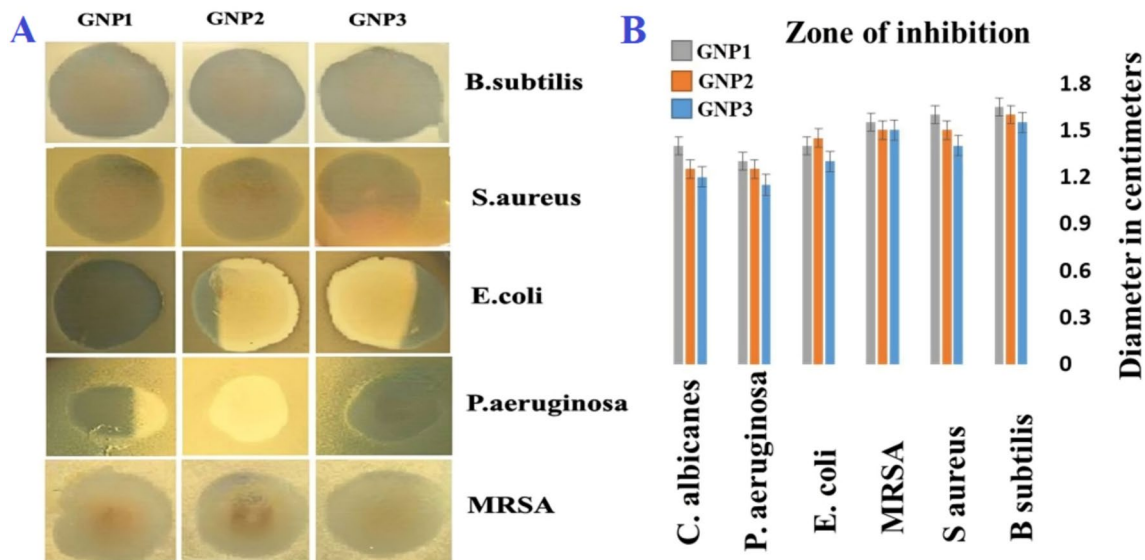 A
GNP1 GNP2 GNP3
B.subtilis
S.aureus
E.coli
P.aeruginosa
MRSA
B
Zone of inhibition
GNP1
GNP2
GNP3
Diameter in centimeters
1.8
1.5
1.2
0.9
0.6
0.3
0
C. albicanes
P. aeruginosa
E. coli
MRSA
S aureus
B subtilis